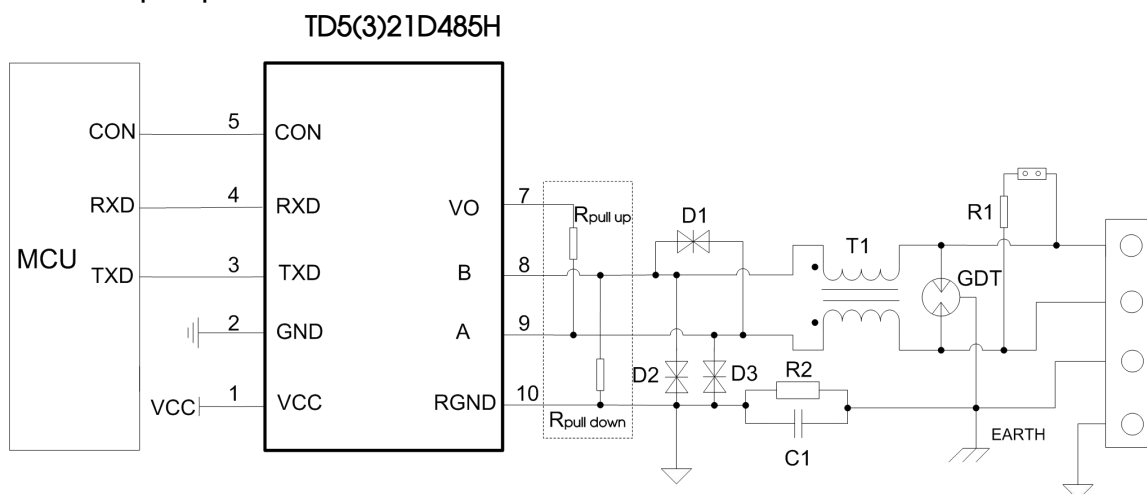 TD5(3)21D485H
MCU
CON
RXD
TXD
5
4
3
2
1
VCC
CON
RXD
TXD
GND
VCC
VO
B
A
RGND
7
8
9
10
Rpull up
Rpull down
D1
D2
D3
R2
C1
T1
GDT
R1
EARTH